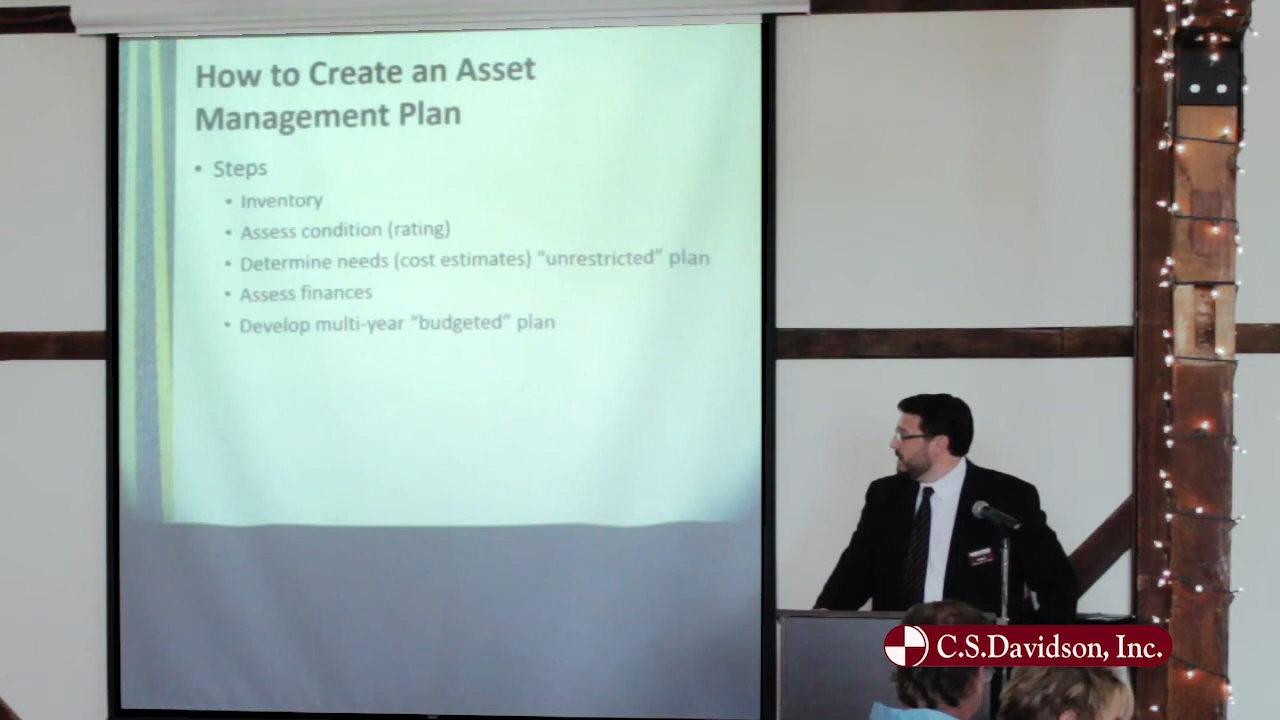 How to Create an Asset
Management Plan
• Steps
• Inventory
• Assess condition (rating)
• Determine needs (cost estimates) “unrestricted” plan
• Assess finances
• Develop multi-year “budgeted” plan
C.S.Davidson, Inc.